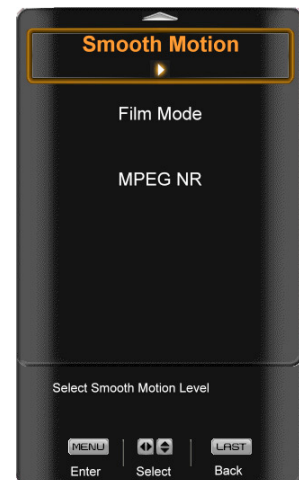 Smooth Motion
Film Mode
MPEG NR
Select Smooth Motion Level
MENU LAST
Enter Select Back